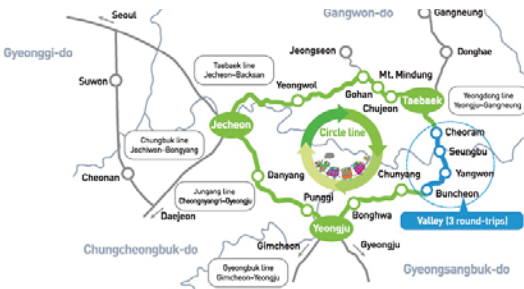 Seoul
Gangwon-do
Gangneung
Gyeonggi-do
Jeongseon
Donghae
Taebaek line
Jecheon-Backsan
Mt. Mindung
Suwon
Yeongwol
Gohan
Taebaek
Yeongdong line
Yeongju-Gangneung
Chujeon
Jecheon
Circle line
Cheoram
Chungbuk line
Jechiwon-Bongyang
Seungbu
Cheonan
Danyang
Chunyang
Yangwon
Jungang line
Cheongnyangri-Gyeongju
Punggi
Buncheon
Daejeon
Bonghwa
Valley (3 round-trips)
Yeongju
Chungcheongbuk-do
Gimcheon
Gyeongju
Gyeongbuk line
Gimcheon-Yeongju
Gyeongsangbuk-do